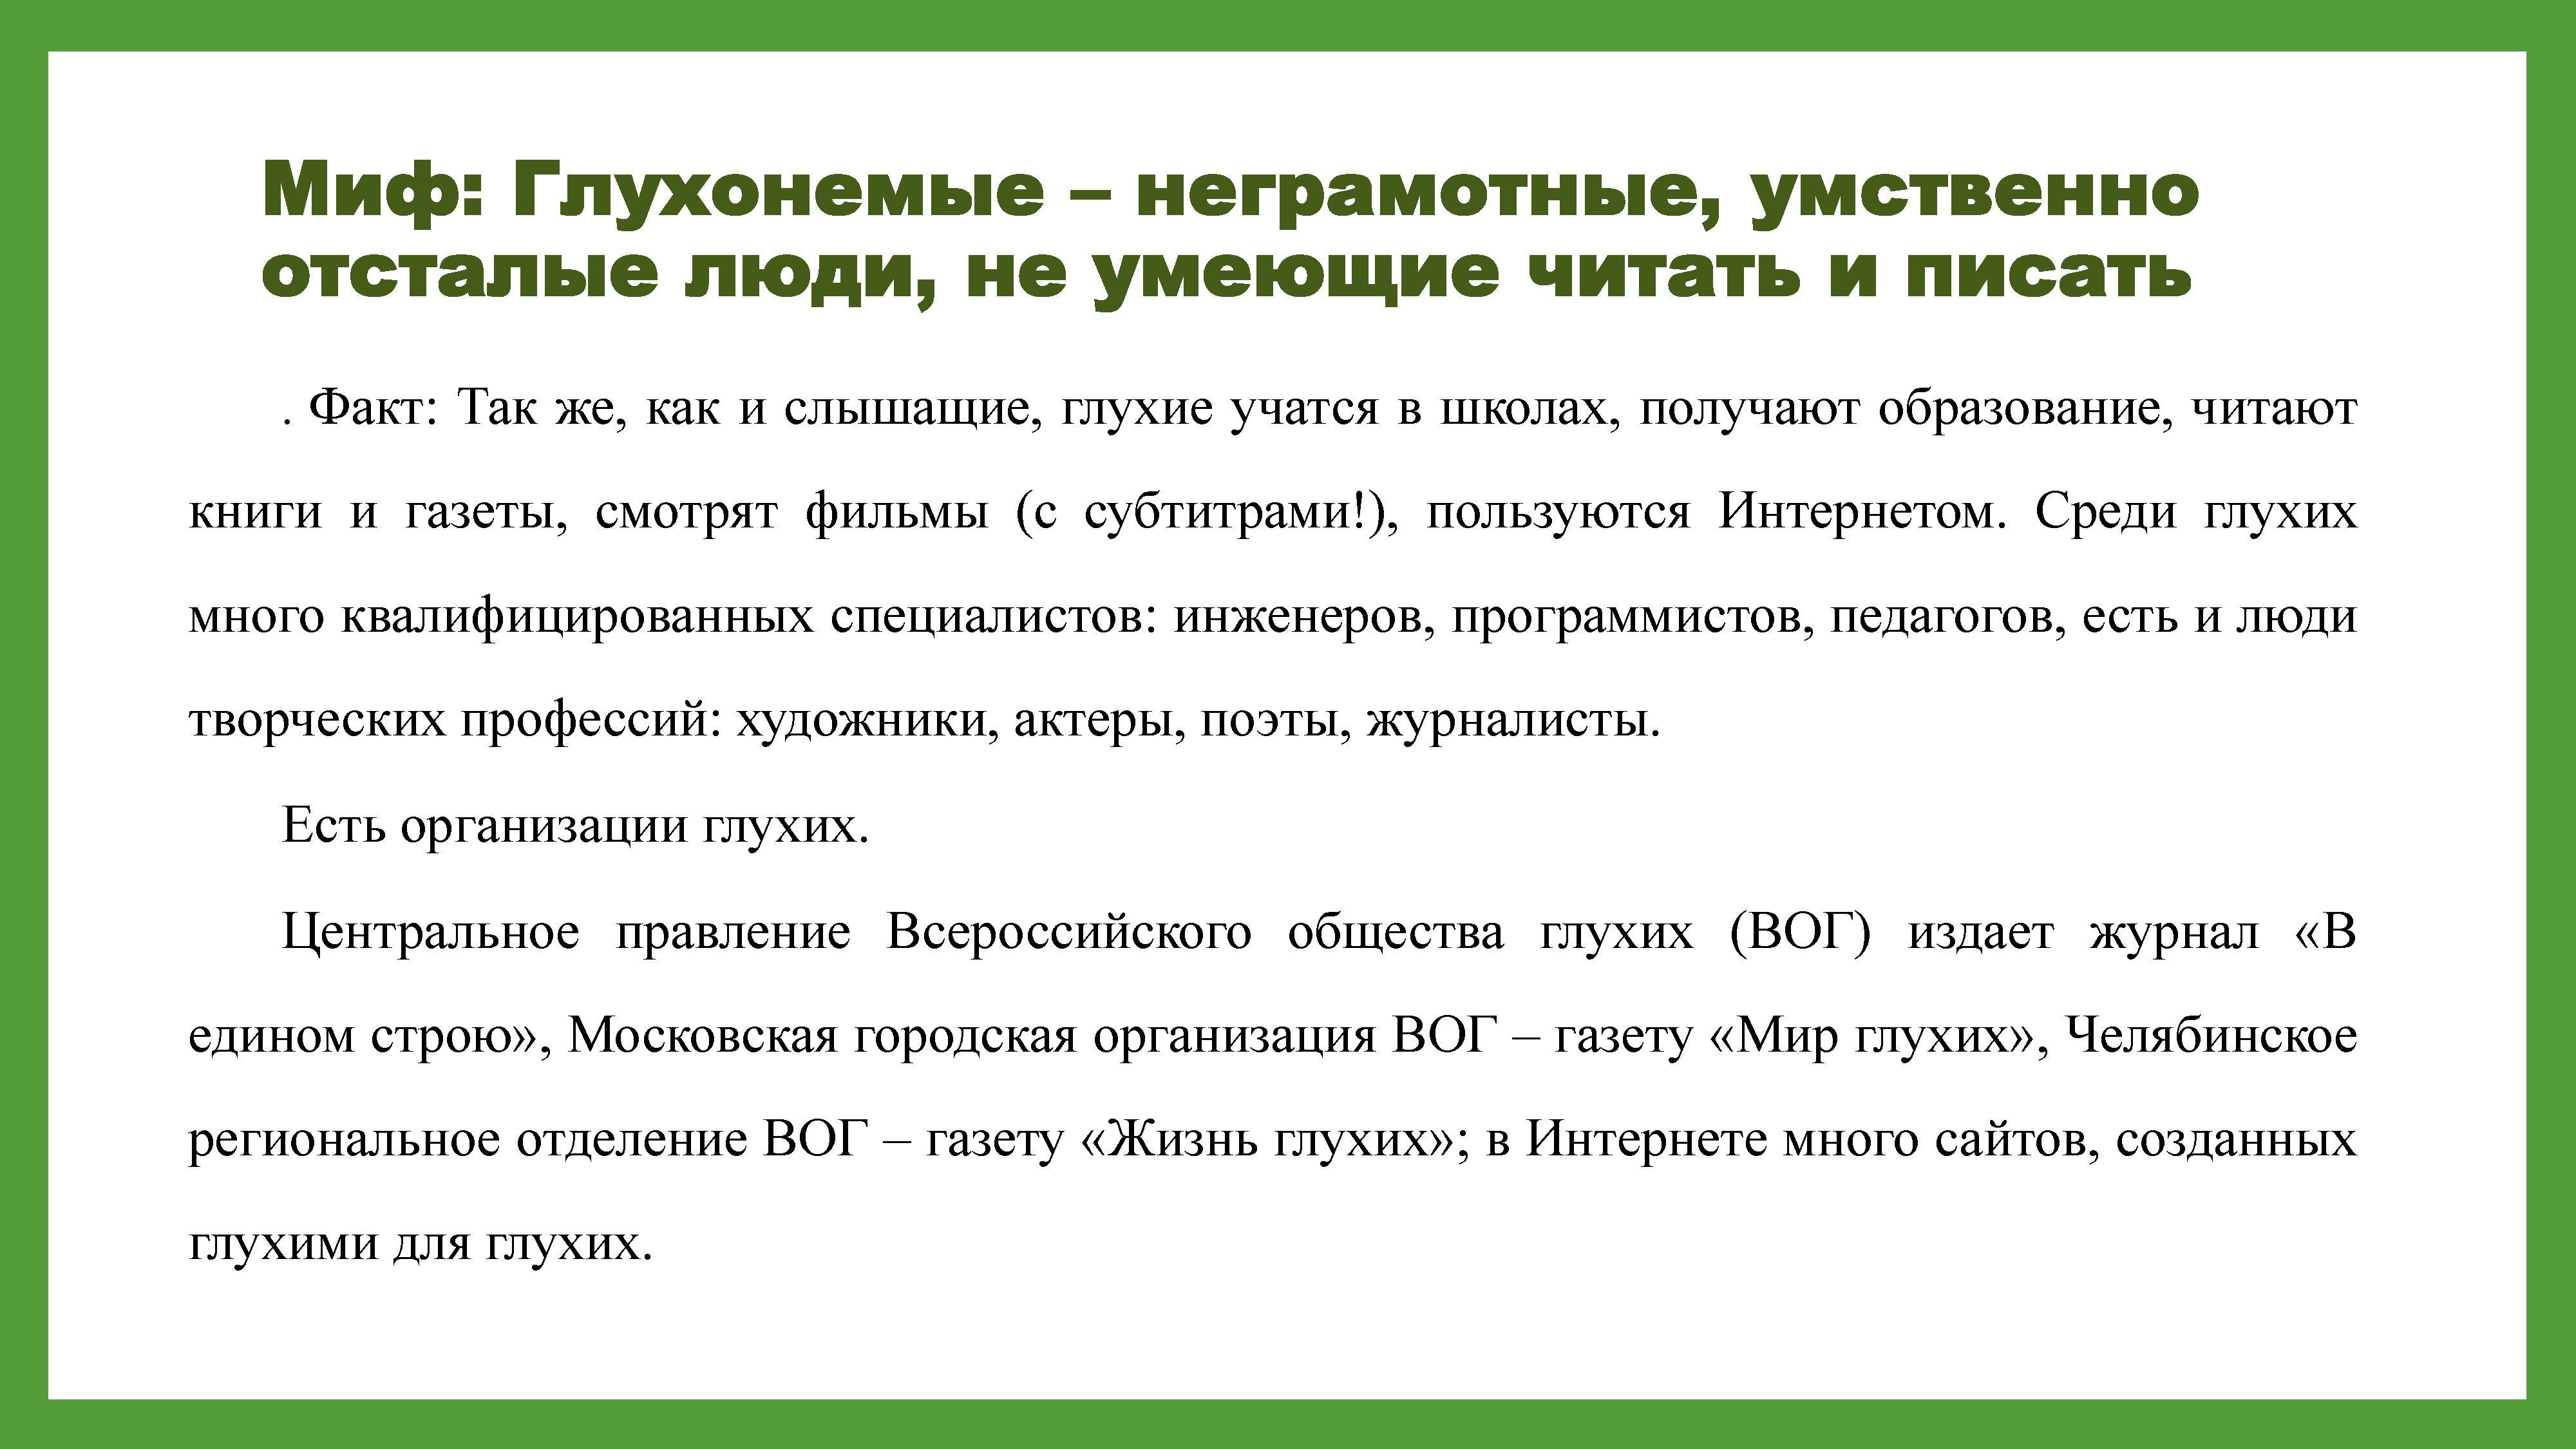 Миф: Глухонемые – неграмотные, умственно
отсталые люди, не умеющие читать и писать
. Факт: Так же, как и слышащие, глухие учатся в школах, получают образование, читают
книги и газеты, смотрят фильмы (с субтитрами!), пользуются Интернетом. Среди глухих
много квалифицированных специалистов: инженеров, программистов, педагогов, есть и люди
творческих профессий: художники, актеры, поэты, журналисты.
Есть организации глухих.
Центральное правление Всероссийского общества глухих (ВОГ) издает журнал «В
едином строю», Московская городская организация ВОГ – газету «Мир глухих», Челябинское
региональное отделение ВОГ – газету «Жизнь глухих»; в Интернете много сайтов, созданных
глухими для глухих.